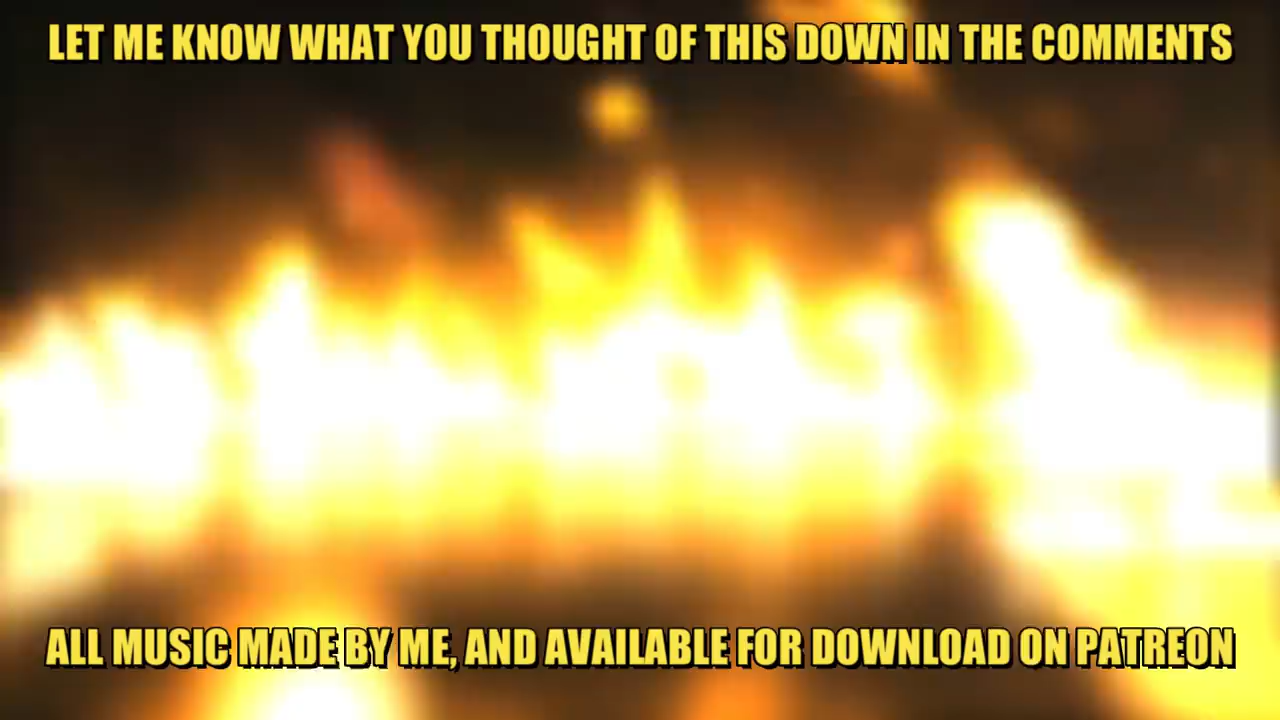 LET ME KNOW WHAT YOU THOUGHT OF THIS DOWN IN THE COMMENTS
ALL MUSIC MADE BY ME, AND AVAILABLE FOR DOWNLOAD ON PATREON